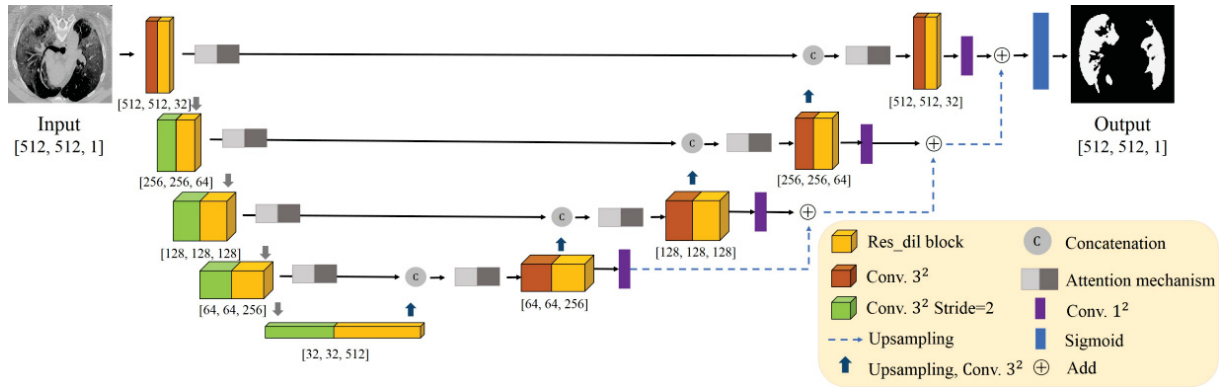 C
[512, 512, 32]
[512, 512, 32]
Input
[512, 512, 1]
Output
[512, 512, 1]
C
[256, 256, 64]
[256, 256, 64]
C
[128, 128, 128]
[128, 128, 128]
C
[64, 64, 256]
[64, 64, 256]
[32, 32, 512]
Res_dil block
C Concatenation
Conv. 3²
Attention mechanism
Conv. 3² Stride=2
Conv. 1²
Upsampling
Sigmoid
Upsampling, Conv. 3²
Add